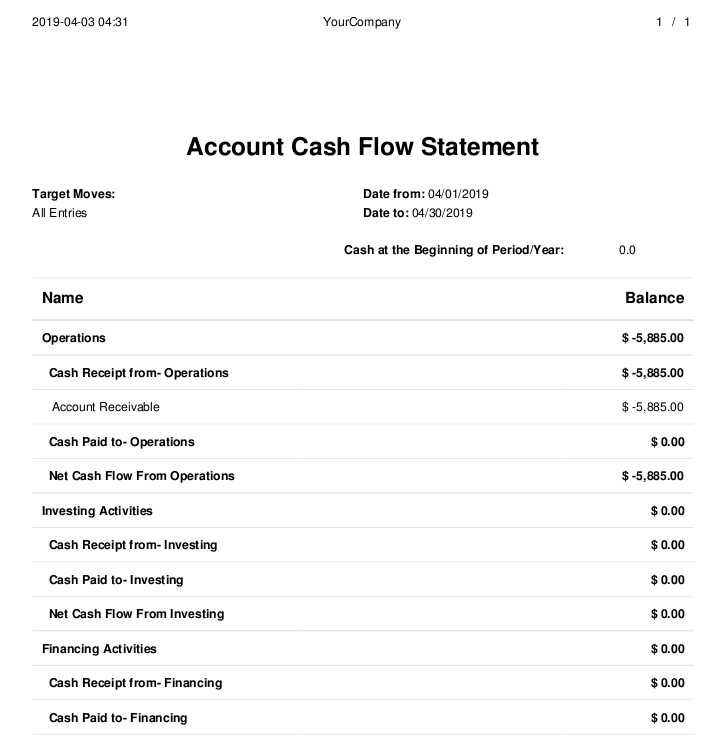 2019-04-03 04:31 YourCompany 1 / 1
Account Cash Flow Statement
Target Moves: Date from: 04/01/2019
All Entries Date to: 04/30/2019
Cash at the Beginning of Period/Year: 0.0
Name Balance
Operations $ -5,885.00
Cash Receipt from- Operations $ -5,885.00
Account Receivable $ -5,885.00
Cash Paid to- Operations $ 0.00
Net Cash Flow From Operations $ -5,885.00
Investing Activities $ 0.00
Cash Receipt from- Investing $ 0.00
Cash Paid to- Investing $ 0.00
Net Cash Flow From Investing $ 0.00
Financing Activities $ 0.00
Cash Receipt from- Financing $ 0.00
Cash Paid to- Financing $ 0.00